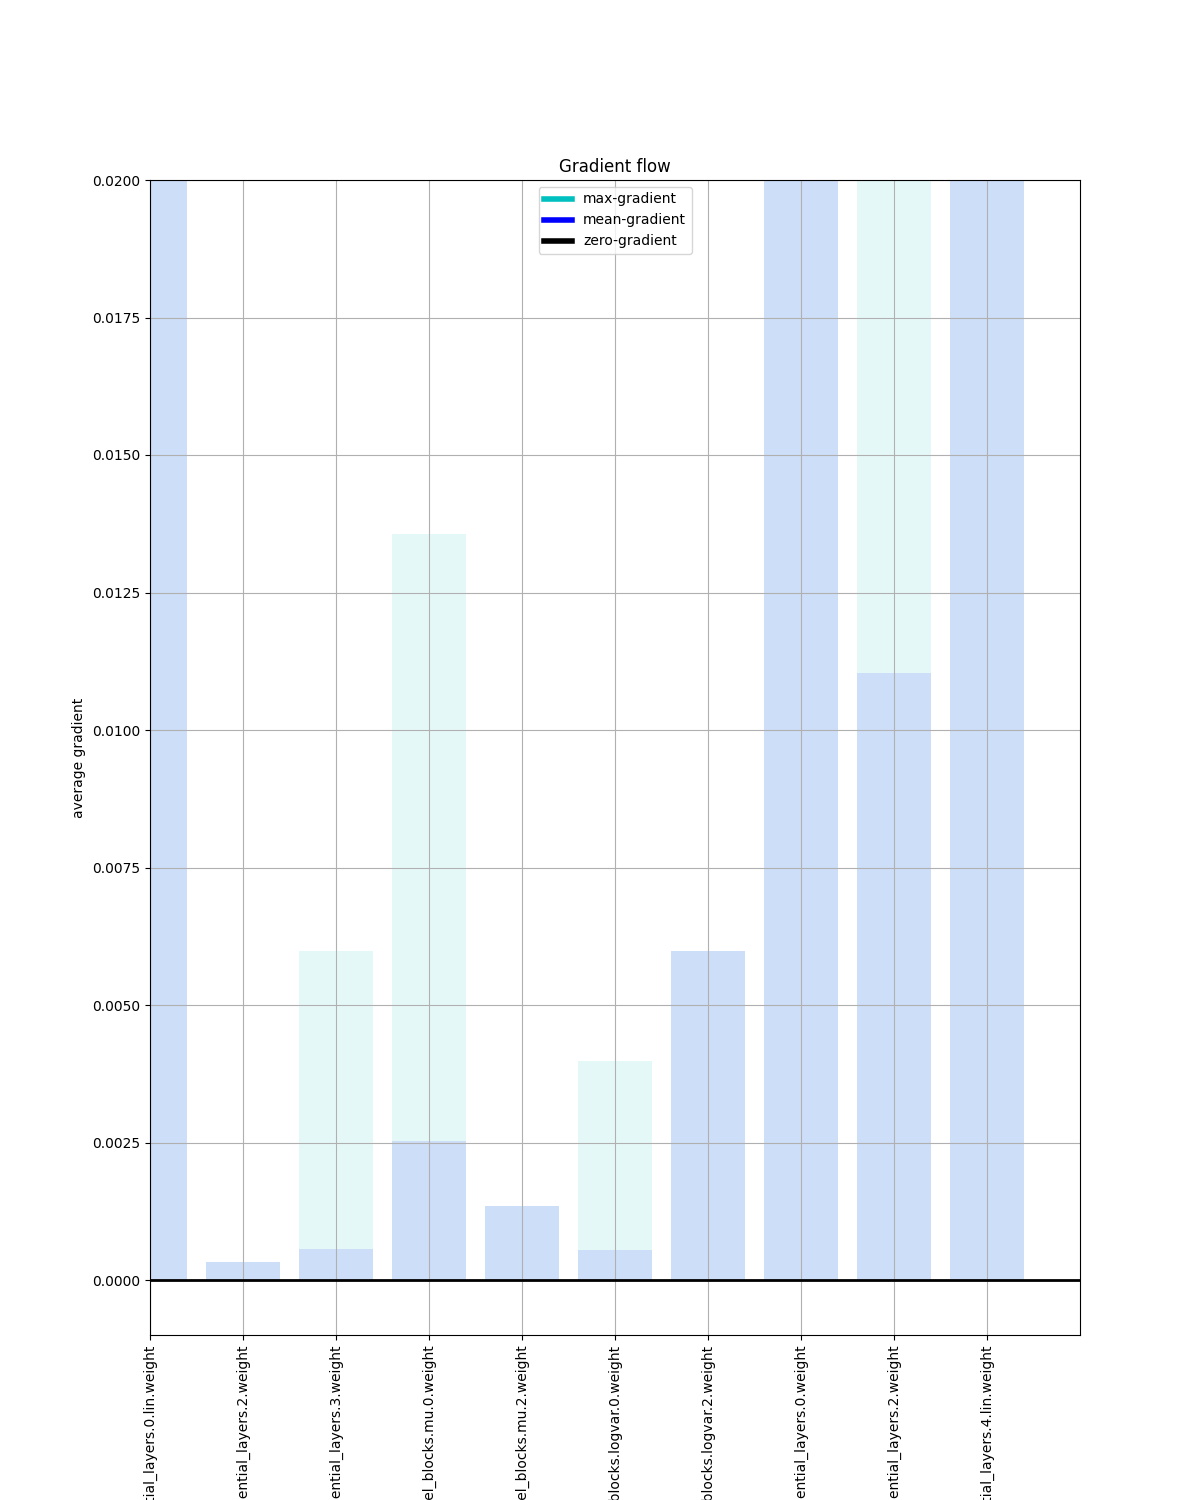 Gradient flow
max-gradient
mean-gradient
zero-gradient
0.0200
0.0175
0.0150
0.0125
0.0100
0.0075
0.0050
0.0025
0.0000
average gradient
tial_layers.0.lin.weight
ential_layers.2.weight
ential_layers.3.weight
el_blocks.mu.0.weight
el_blocks.mu.2.weight
blocks.logvar.0.weight
blocks.logvar.2.weight
ential_layers.0.weight
ential_layers.2.weight
tial_layers.4.lin.weight